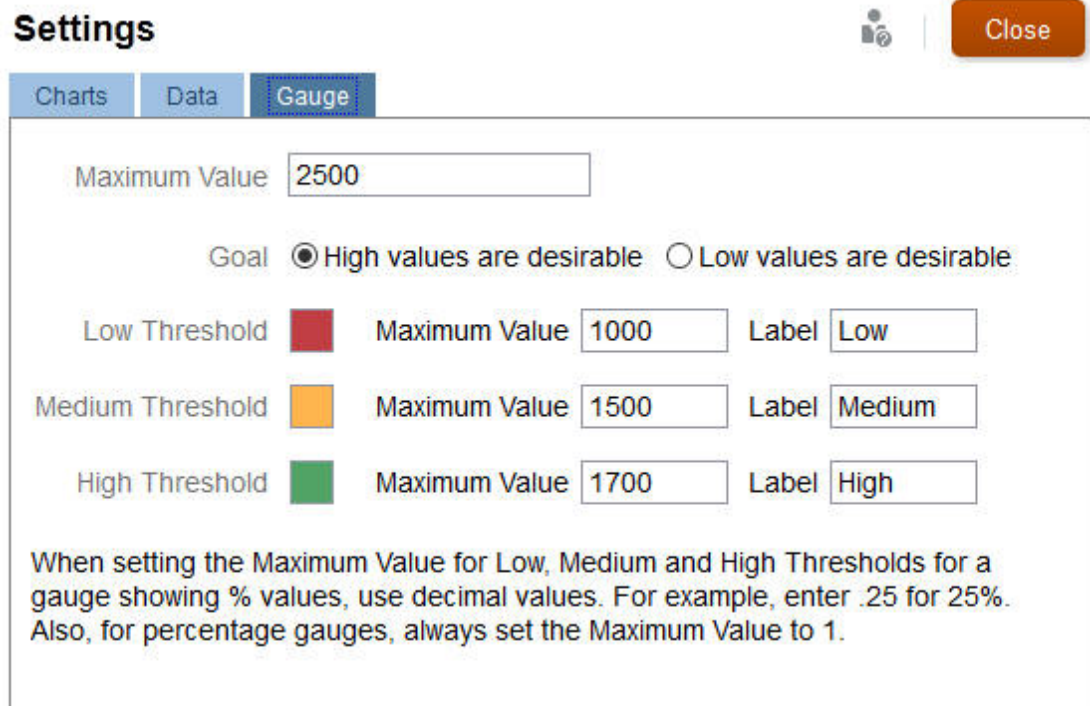 Settings
Close
Charts Data Gauge
Maximum Value 2500
Goal High values are desirable Low values are desirable
Low Threshold Maximum Value 1000 Label Low
Medium Threshold Maximum Value 1500 Label Medium
High Threshold Maximum Value 1700 Label High
When setting the Maximum Value for Low, Medium and High Thresholds for a
gauge showing % values, use decimal values. For example, enter .25 for 25%.
Also, for percentage gauges, always set the Maximum Value to 1.